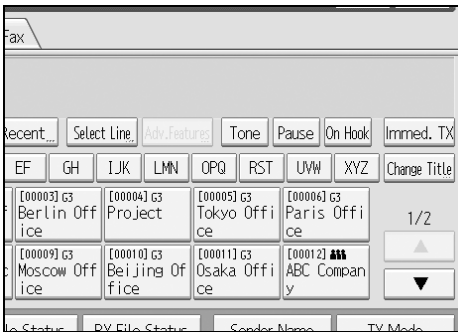 Fax
Recent Select Line Adv.Features Tone Pause On Hook Immed. TX
EF GH IJK LMN OPQ RST UVW XYZ Change Title
[00003] G3 [00004] G3 [00005] G3 [00006] G3
Berlin Off Project Tokyo Offi Paris Offi
ice ce ce
1/2
[00009] G3 [00010] G3 [00011] G3 [00012]
Moscow Off Beijing Of Osaka Offi ABC Compan
ice fice ce y
Status RX File Status Sender Name TX Mode